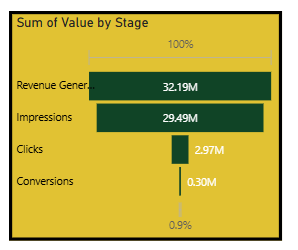 Sum of Value by Stage
100%
Revenue Gener... 32.19M
Impressions 29.49M
Clicks 2.97M
Conversions 0.30M
0.9%